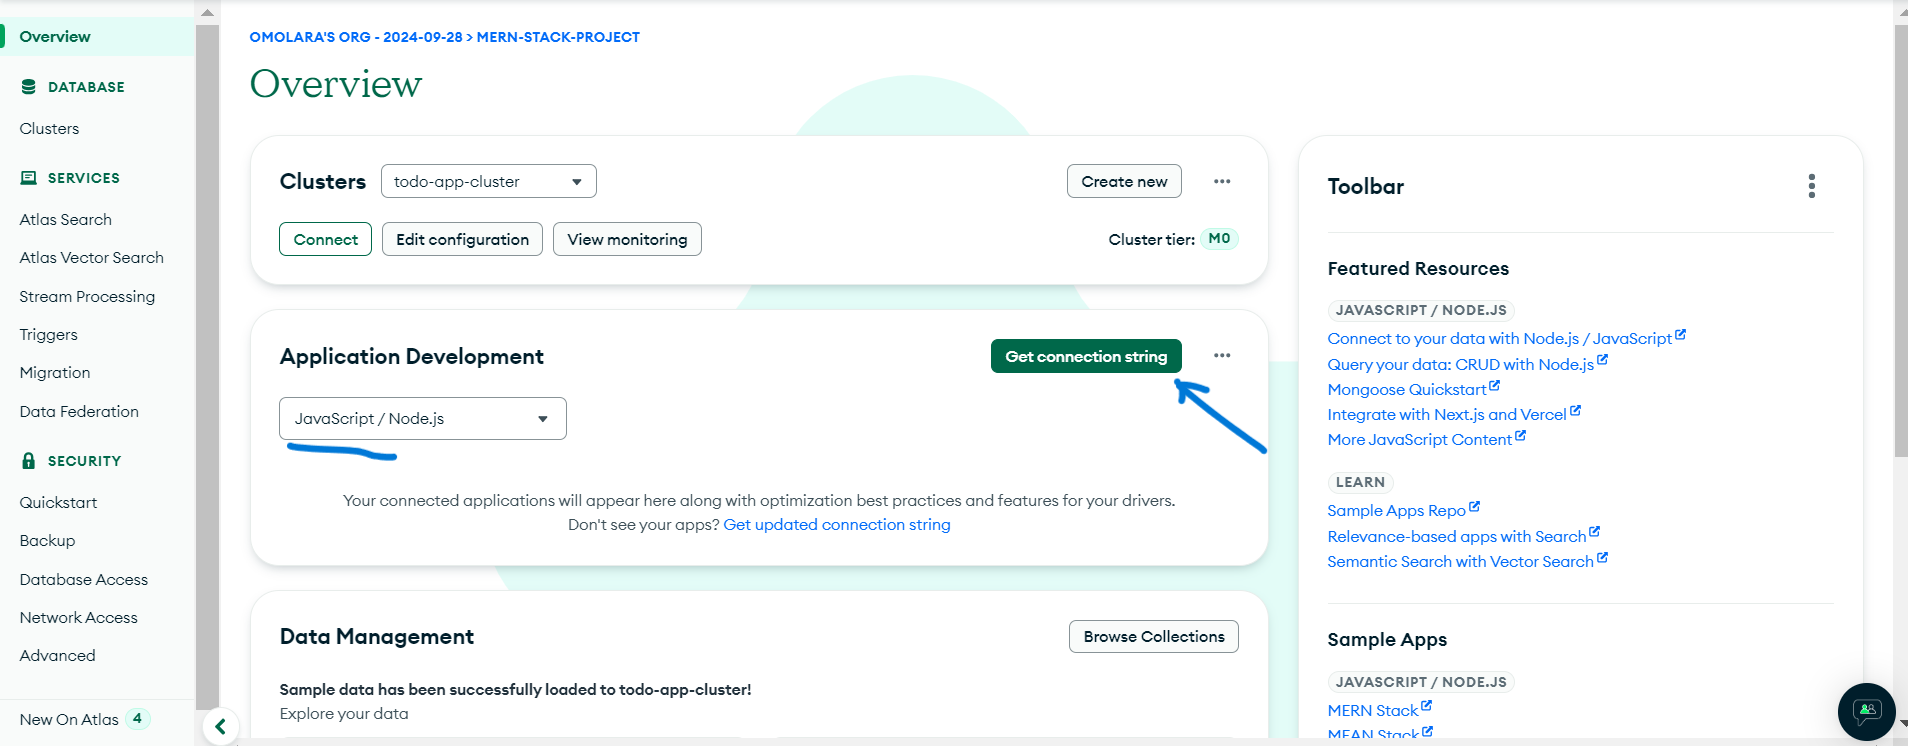 Overview
DATABASE
Clusters
SERVICES
Atlas Search
Atlas Vector Search
Stream Processing
Triggers
Migration
Data Federation
SECURITY
Quickstart
Backup
Database Access
Network Access
Advanced
New On Atlas 4
OMOLARA'S ORG - 2024-09-28 > MERN-STACK-PROJECT
Overview
Clusters todo-app-cluster Create new
Connect Edit configuration View monitoring Cluster tier: M0
Application Development Get connection string
JavaScript / Node.js
Your connected applications will appear here along with optimization best practices and features for your drivers.
Don't see your apps? Get updated connection string
Data Management Browse Collections
Sample data has been successfully loaded to todo-app-cluster!
Explore your data
Toolbar
Featured Resources
JAVASCRIPT / NODE.JS
Connect to your data with Node.js / JavaScript
Query your data: CRUD with Node.js
Mongoose Quickstart
Integrate with Next.js and Vercel
More JavaScript Content
LEARN
Sample Apps Repo
Relevance-based apps with Search
Semantic Search with Vector Search
Sample Apps
JAVASCRIPT / NODE.JS
MERN Stack
MEAN Stack